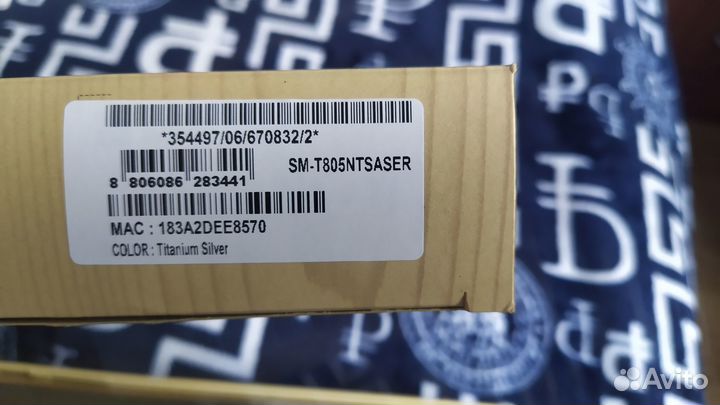 *354497/06/670832/2*
SM-T805NTSASER
8 806086 283441
MAC : 183A2DEE8570
COLOR : Titanium Silver
Avito